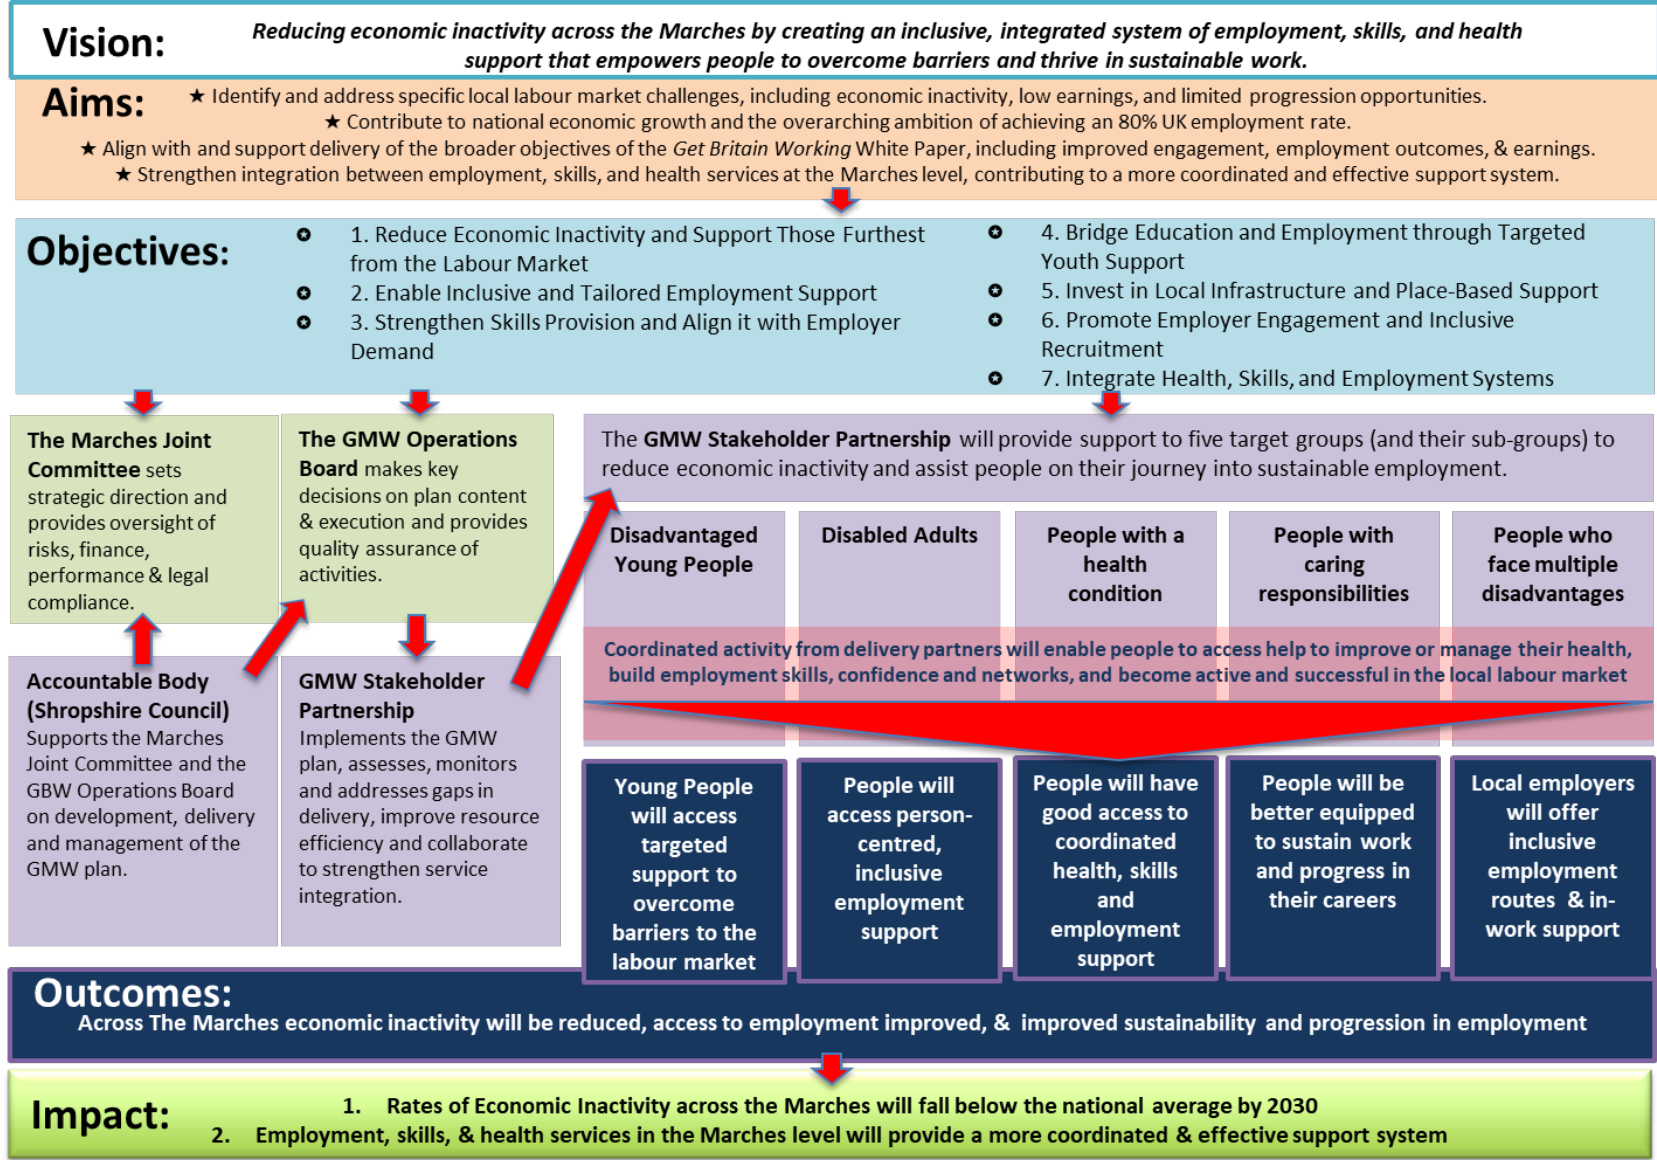 Vision:
Reducing economic inactivity across the Marches by creating an inclusive, integrated system of employment, skills, and health
support that empowers people to overcome barriers and thrive in sustainable work.
Aims:
★ Identify and address specific local labour market challenges, including economic inactivity, low earnings, and limited progression opportunities.
★ Contribute to national economic growth and the overarching ambition of achieving an 80% UK employment rate.
★ Align with and support delivery of the broader objectives of the Get Britain Working White Paper, including improved engagement, employment outcomes, & earnings.
★ Strengthen integration between employment, skills, and health services at the Marches level, contributing to a more coordinated and effective support system.
Objectives:
1. Reduce Economic Inactivity and Support Those Furthest
from the Labour Market
2. Enable Inclusive and Tailored Employment Support
3. Strengthen Skills Provision and Align it with Employer
Demand
4. Bridge Education and Employment through Targeted
Youth Support
5. Invest in Local Infrastructure and Place-Based Support
6. Promote Employer Engagement and Inclusive
Recruitment
7. Integrate Health, Skills, and Employment Systems
The Marches Joint
Committee sets
strategic direction and
provides oversight of
risks, finance,
performance & legal
compliance.
The GMW Operations
Board makes key
decisions on plan content
& execution and provides
quality assurance of
activities.
Accountable Body
(Shropshire Council)
Supports the Marches
Joint Committee and the
GBW Operations Board
on development, delivery
and management of the
GMW plan.
GMW Stakeholder
Partnership
Implements the GMW
plan, assesses, monitors
and addresses gaps in
delivery, improve resource
efficiency and collaborate
to strengthen service
integration.
The GMW Stakeholder Partnership will provide support to five target groups (and their sub-groups) to
reduce economic inactivity and assist people on their journey into sustainable employment.
Disadvantaged
Young People
Disabled Adults
People with a
health
condition
People with
caring
responsibilities
People who
face multiple
disadvantages
Coordinated activity from delivery partners will enable people to access help to improve or manage their health,
build employment skills, confidence and networks, and become active and successful in the local labour market
Young People
will access
targeted
support to
overcome
barriers to the
labour market
People will
access person-
centred,
inclusive
employment
support
People will have
good access to
coordinated
health, skills
and
employment
support
People will be
better equipped
to sustain work
and progress in
their careers
Local employers
will offer
inclusive
employment
routes & in-
work support
Outcomes:
Across The Marches economic inactivity will be reduced, access to employment improved, & improved sustainability and progression in employment
Impact:
1. Rates of Economic Inactivity across the Marches will fall below the national average by 2030
2. Employment, skills, & health services in the Marches level will provide a more coordinated & effective support system